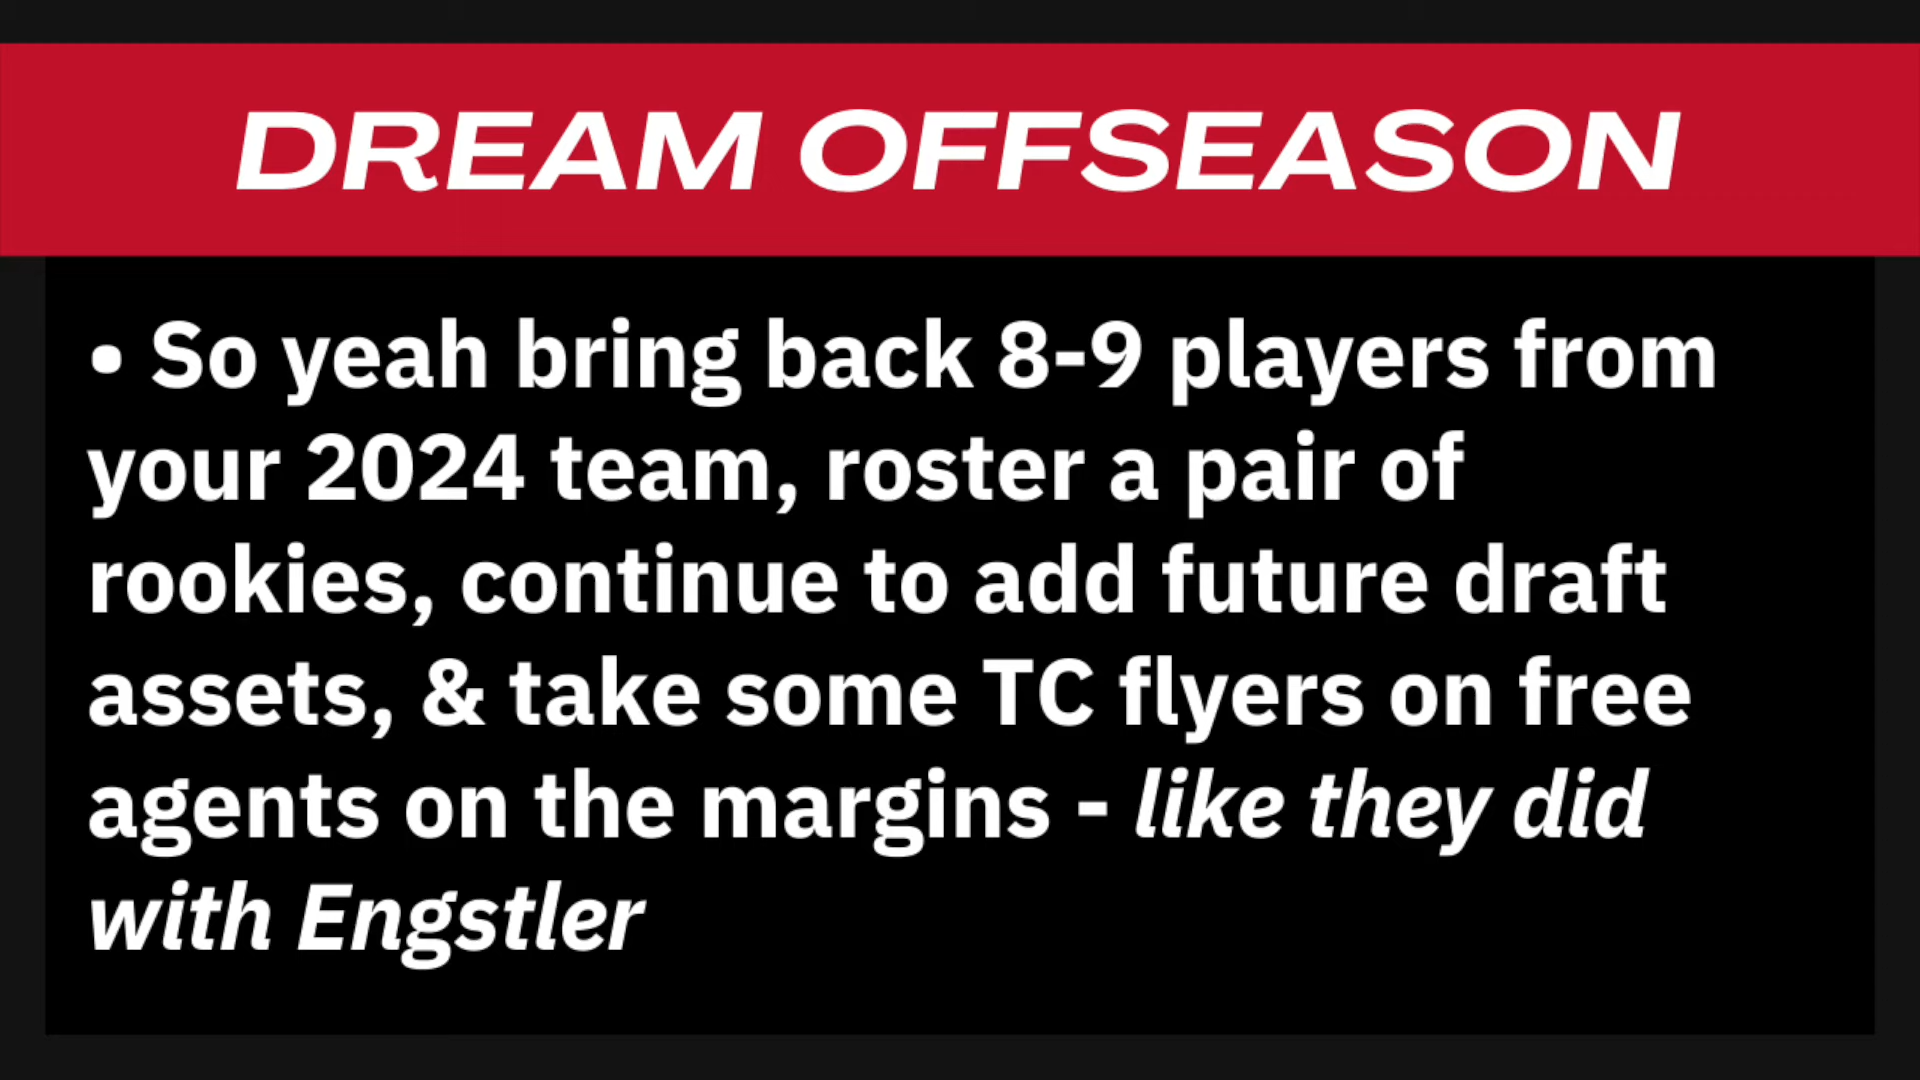 DREAM OFFSEASON
• So yeah bring back 8-9 players from
your 2024 team, roster a pair of
rookies, continue to add future draft
assets, & take some TC flyers on free
agents on the margins - like they did
with Engstler